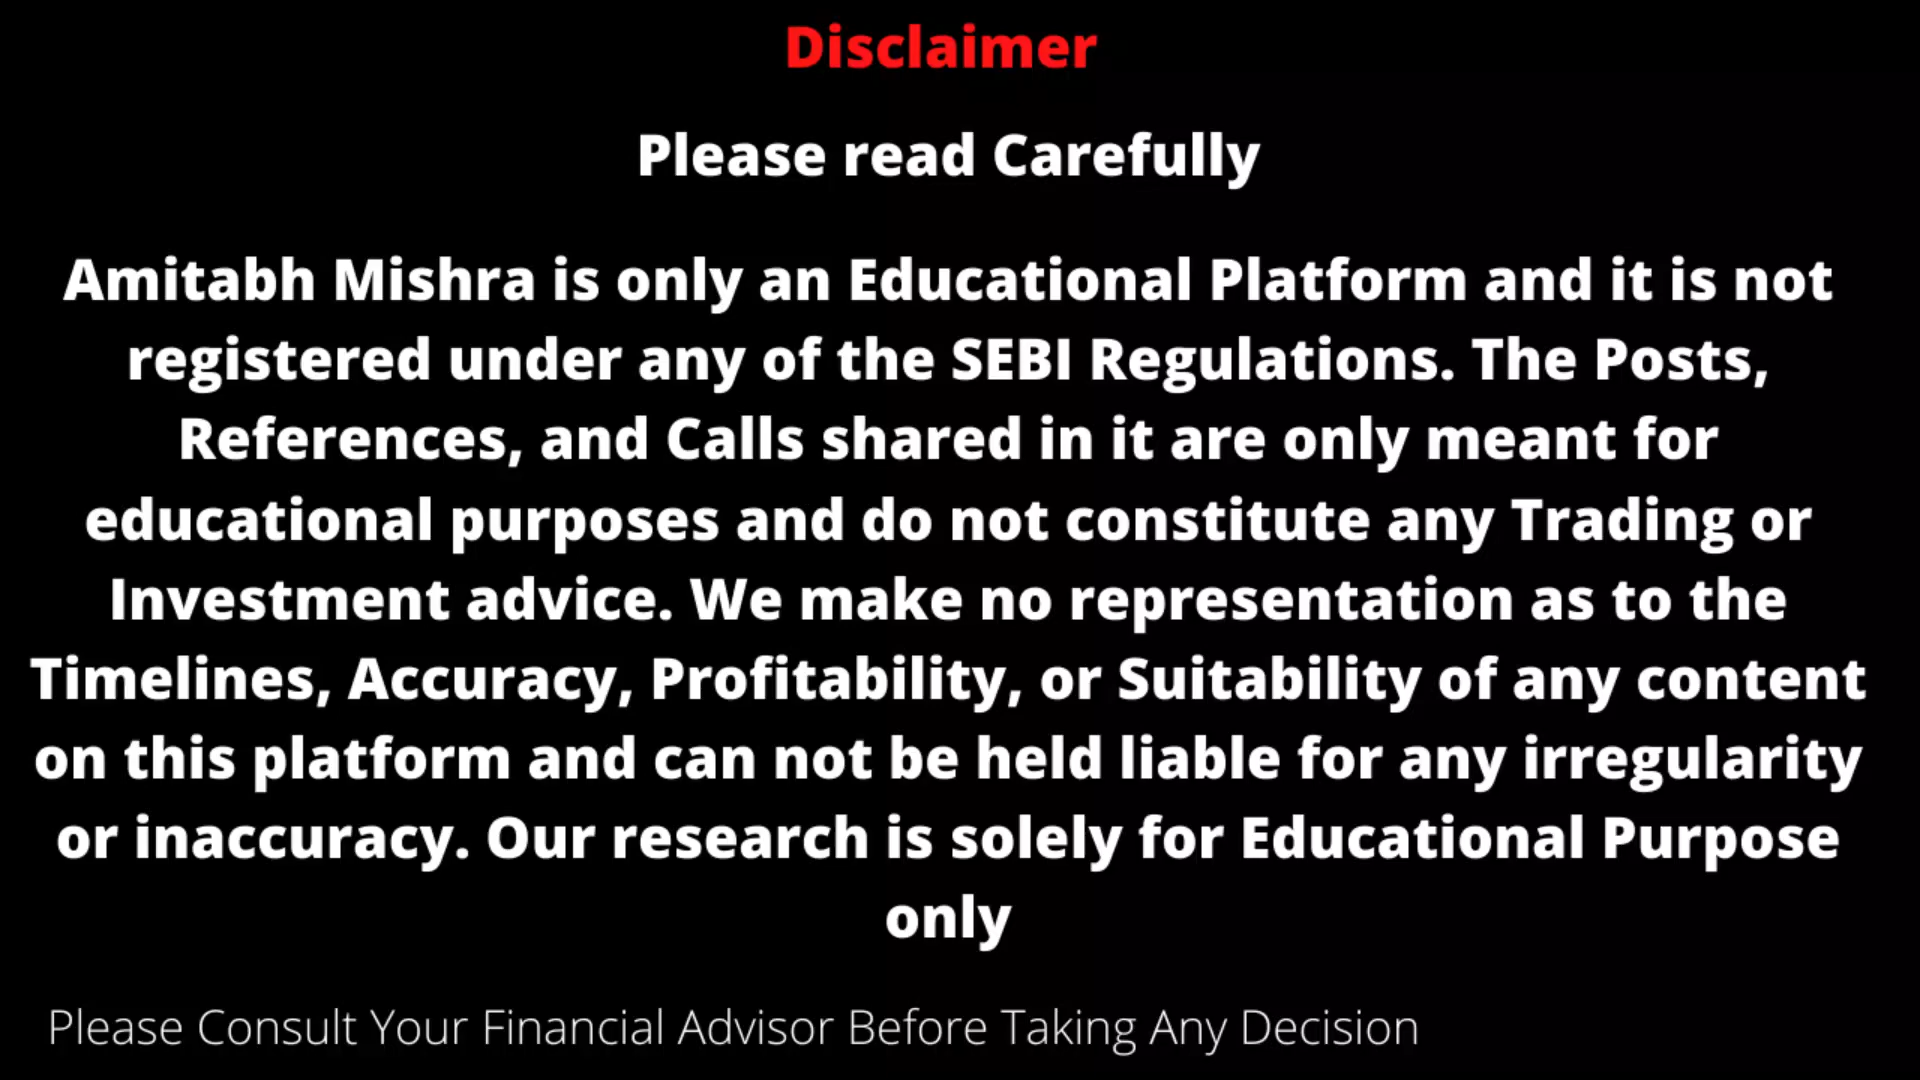 Disclaimer
Please read Carefully
Amitabh Mishra is only an Educational Platform and it is not
registered under any of the SEBI Regulations. The Posts,
References, and Calls shared in it are only meant for
educational purposes and do not constitute any Trading or
Investment advice. We make no representation as to the
Timelines, Accuracy, Profitability, or Suitability of any content
on this platform and can not be held liable for any irregularity
or inaccuracy. Our research is solely for Educational Purpose
only
Please Consult Your Financial Advisor Before Taking Any Decision